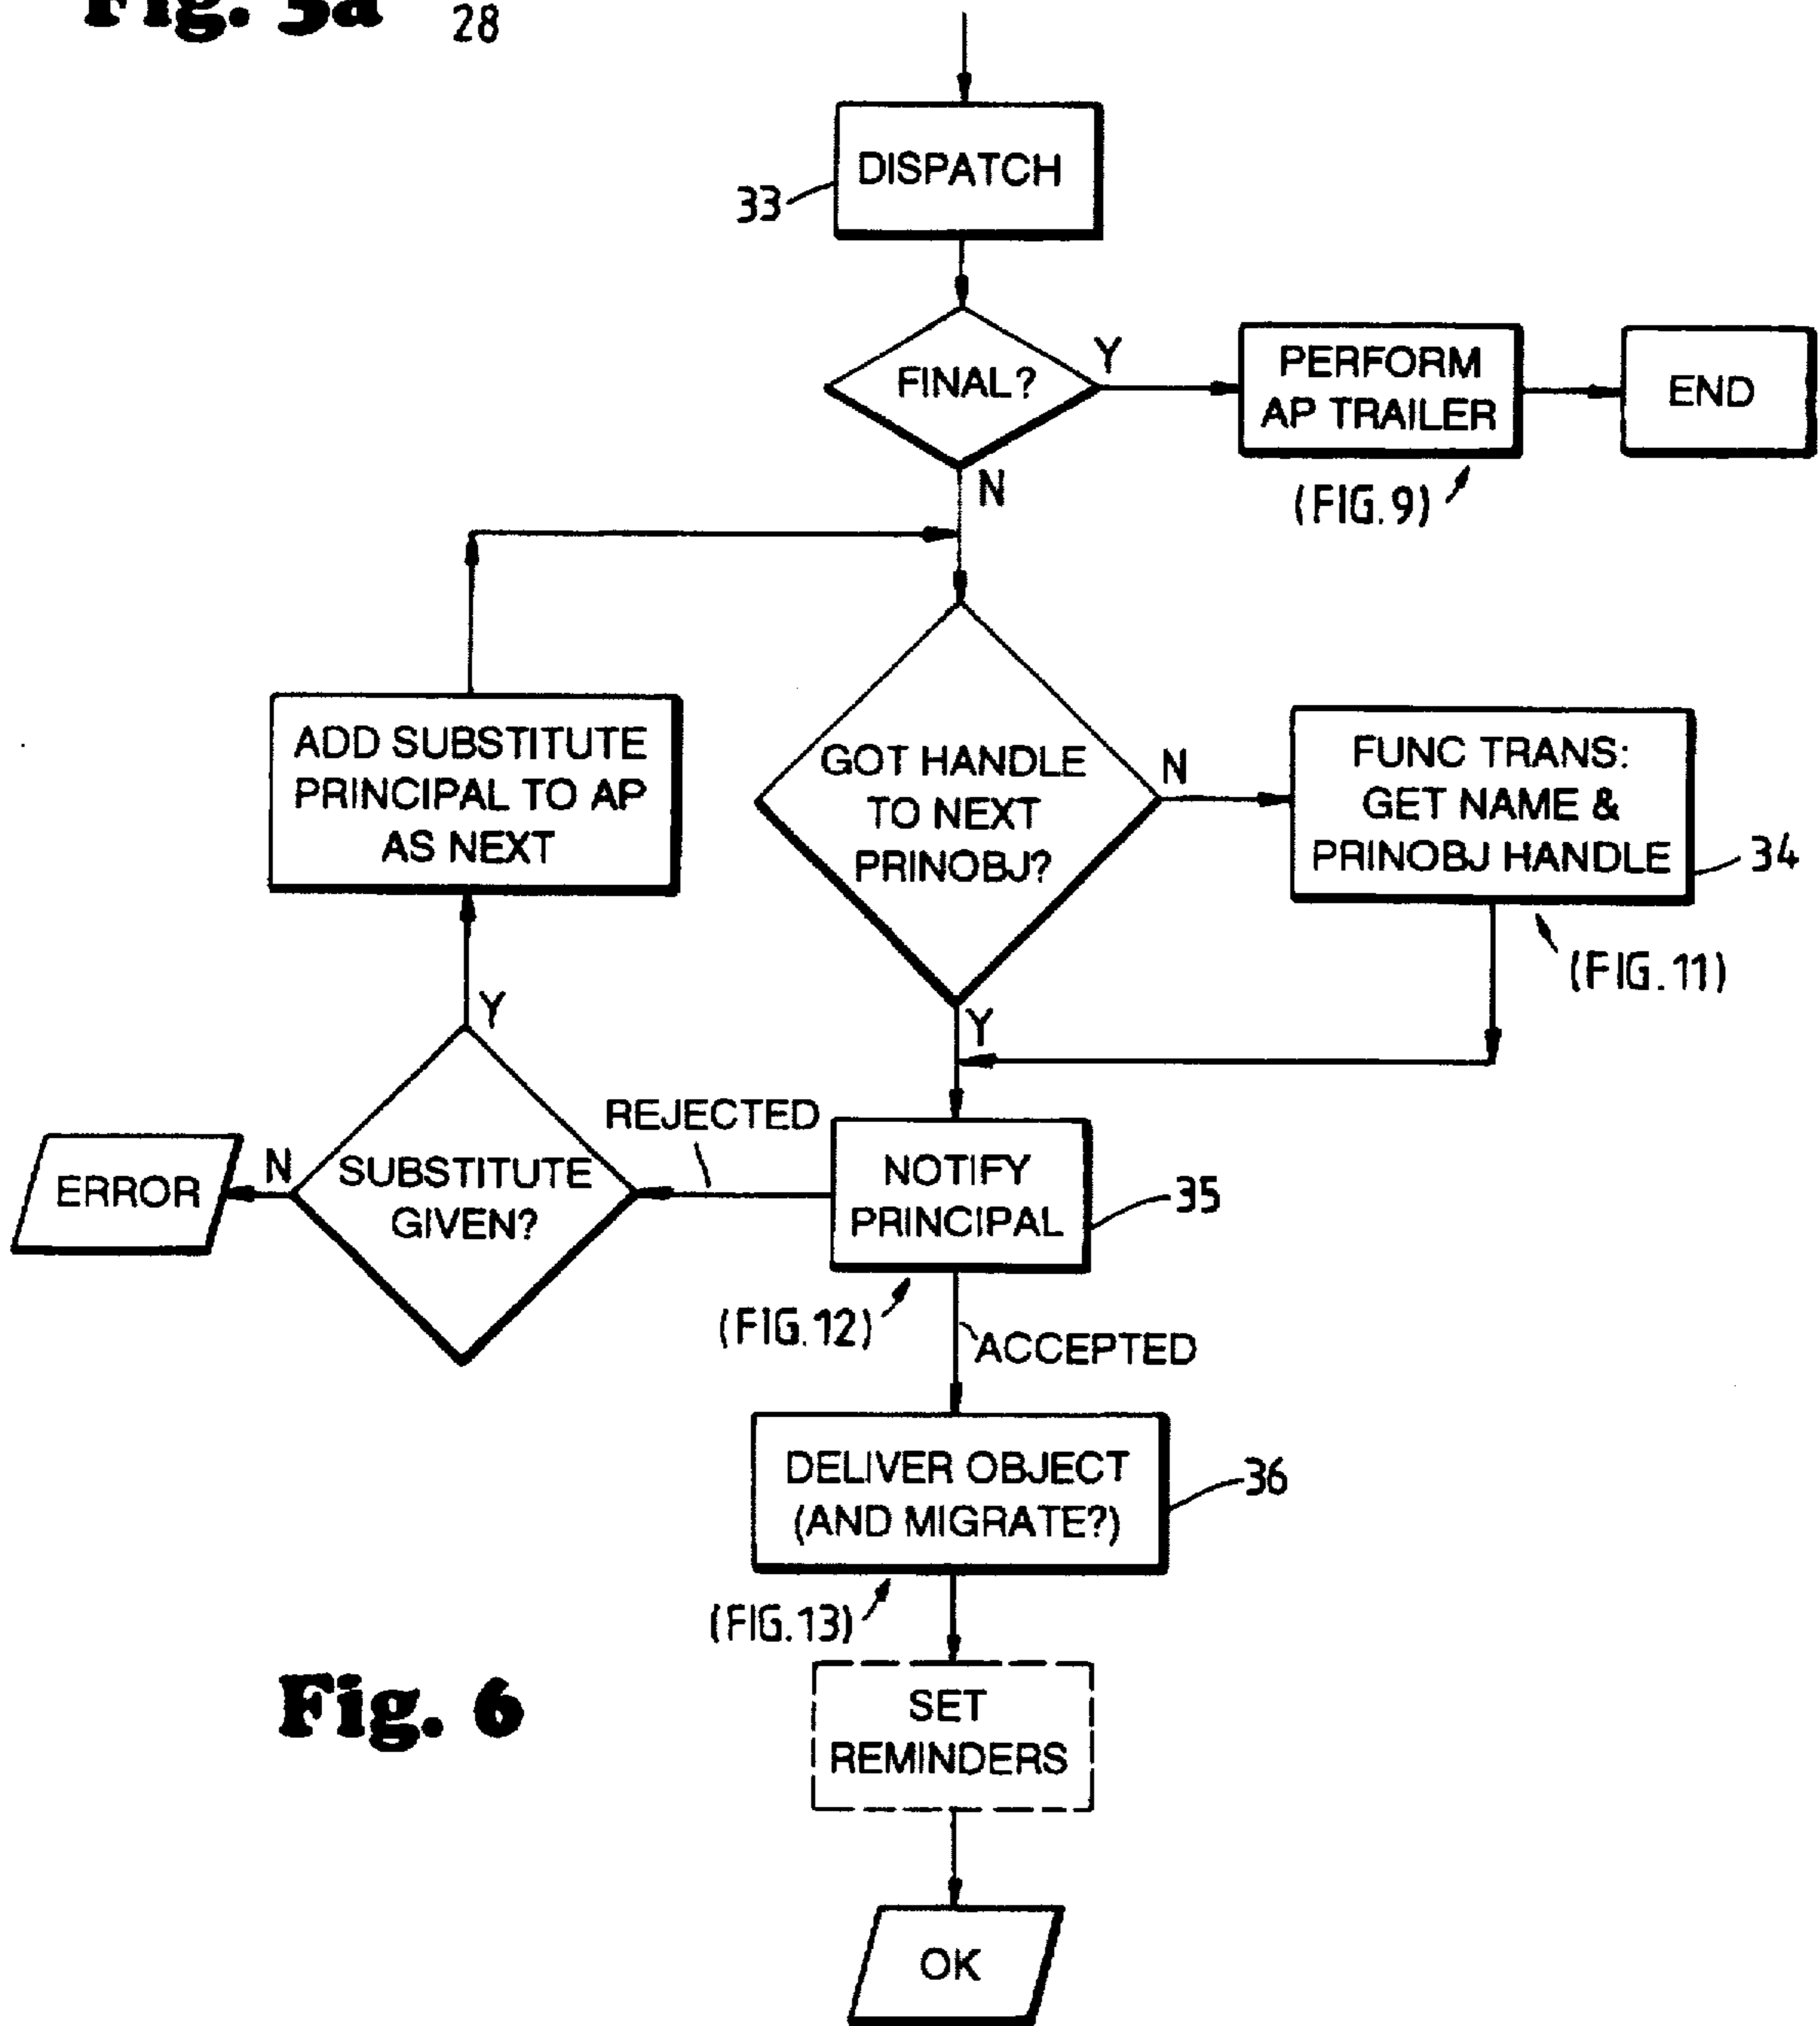 Fig. 5a
28
DISPATCH
33
FINAL?
Y
PERFORM
AP TRAILER
END
N
(FIG. 9)
ADD SUBSTITUTE
PRINCIPAL TO AP
AS NEXT
GOT HANDLE
TO NEXT
PRINOBJ?
N
FUNC TRANS:
GET NAME &
PRINOBJ HANDLE
34
(FIG. 11)
Y
Y
REJECTED
ERROR
N
SUBSTITUTE
GIVEN?
NOTIFY
PRINCIPAL
35
(FIG. 12)
ACCEPTED
DELIVER OBJECT
(AND MIGRATE?)
36
(FIG. 13)
Fig. 6
SET
REMINDERS
OK